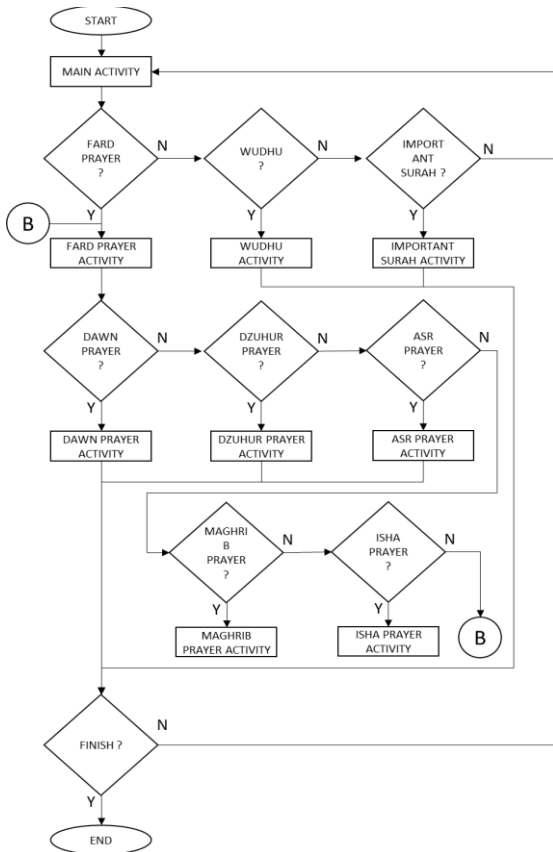 START
MAIN ACTIVITY
FARD
PRAYER
?
N
WUDHU
?
N
IMPORT
ANT
SURAH ?
N
Y
Y
Y
B
FARD PRAYER
ACTIVITY
WUDHU
ACTIVITY
IMPORTANT
SURAH ACTIVITY
DAWN
PRAYER
?
N
DZUHUR
PRAYER
?
N
ASR
PRAYER
?
N
Y
Y
Y
DAWN PRAYER
ACTIVITY
DZUHUR PRAYER
ACTIVITY
ASR PRAYER
ACTIVITY
MAGHRI
B
PRAYER
?
N
ISHA
PRAYER
?
N
Y
Y
MAGHRIB
PRAYER ACTIVITY
ISHA PRAYER
ACTIVITY
B
FINISH ?
N
Y
END